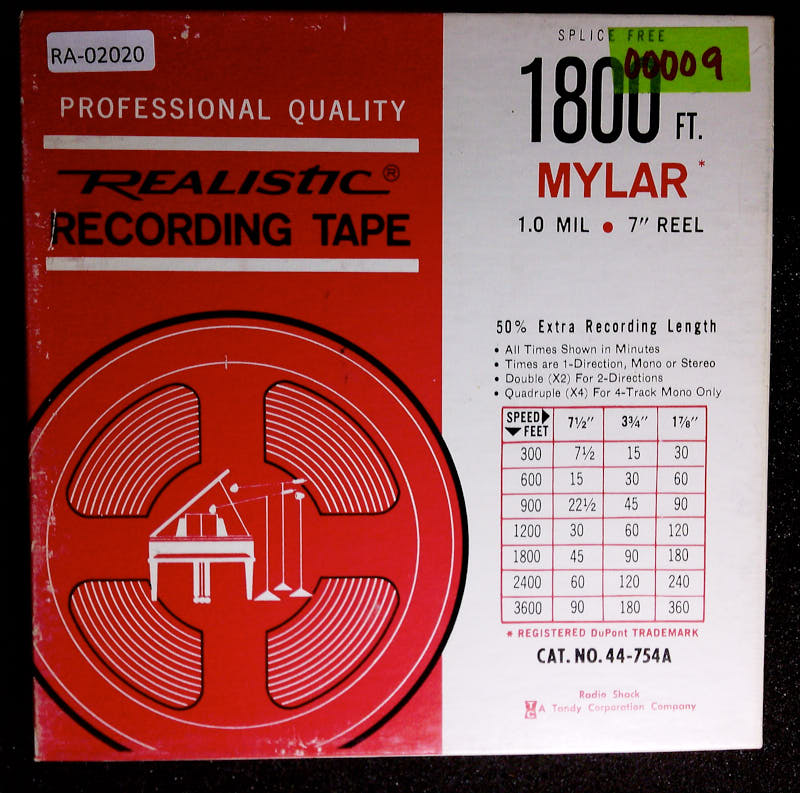 RA-02020
PROFESSIONAL QUALITY
REALISTIC®
RECORDING TAPE
SPLICE FREE
00009
1800 FT.
MYLAR*
1.0 MIL • 7" REEL
50% Extra Recording Length
• All Times Shown in Minutes
• Times are 1-Direction, Mono or Stereo
• Double (X2) For 2-Directions
• Quadruple (X4) For 4-Track Mono Only
SPEED▶ ▼FEET 7½" 3¾" 1⅞"
300 7½ 15 30
600 15 30 60
900 22½ 45 90
1200 30 60 120
1800 45 90 180
2400 60 120 240
3600 90 180 360
* REGISTERED DuPont TRADEMARK
CAT. NO. 44-754A
Radio Shack
TC A Tandy Corporation Company